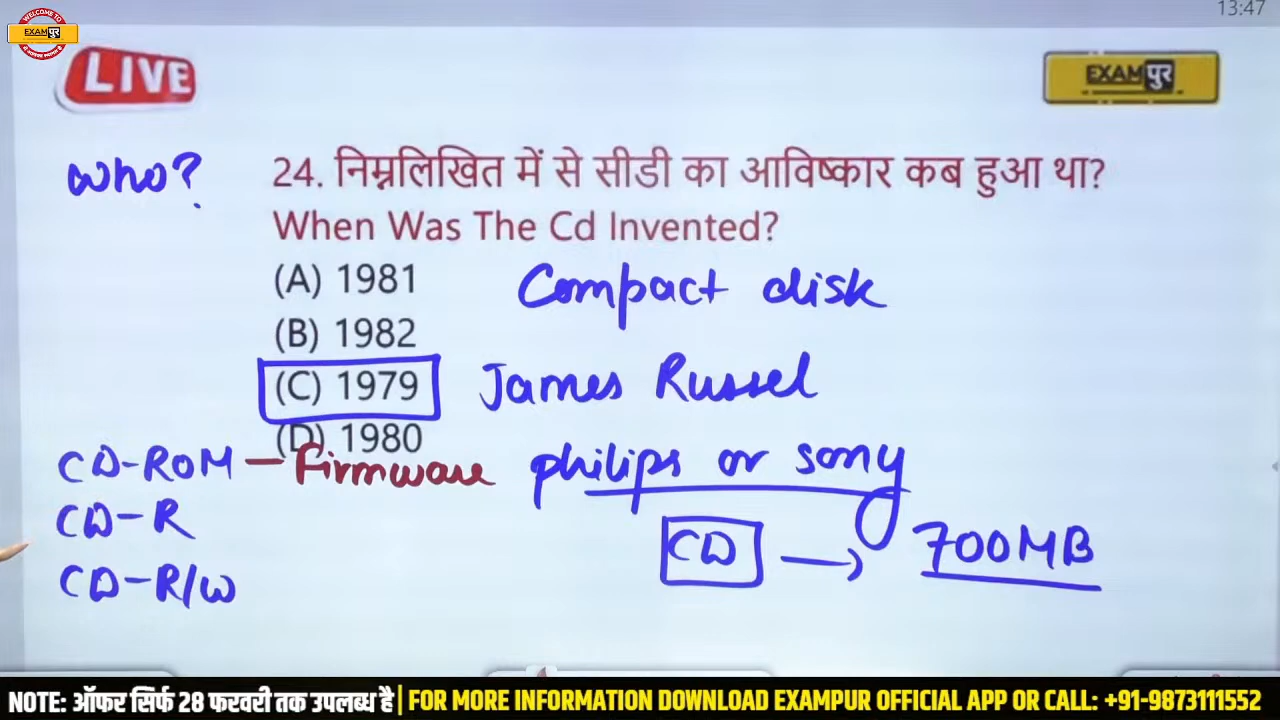 13:47
WELCOME TO
EXAMपुर
LIVE
EXAMपुर
who?
24. निम्नलिखित में से सीडी का आविष्कार कब हुआ था?
When Was The Cd Invented?
(A) 1981
Compact disk
(B) 1982
(C) 1979
James Russel
(D) 1980
CD-ROM – Firmware
philips or sony
CD-R
CD → 700MB
CD-R/W
NOTE: ऑफर सिर्फ 28 फरवरी तक उपलब्ध है | FOR MORE INFORMATION DOWNLOAD EXAMPUR OFFICIAL APP OR CALL: +91-9873111552